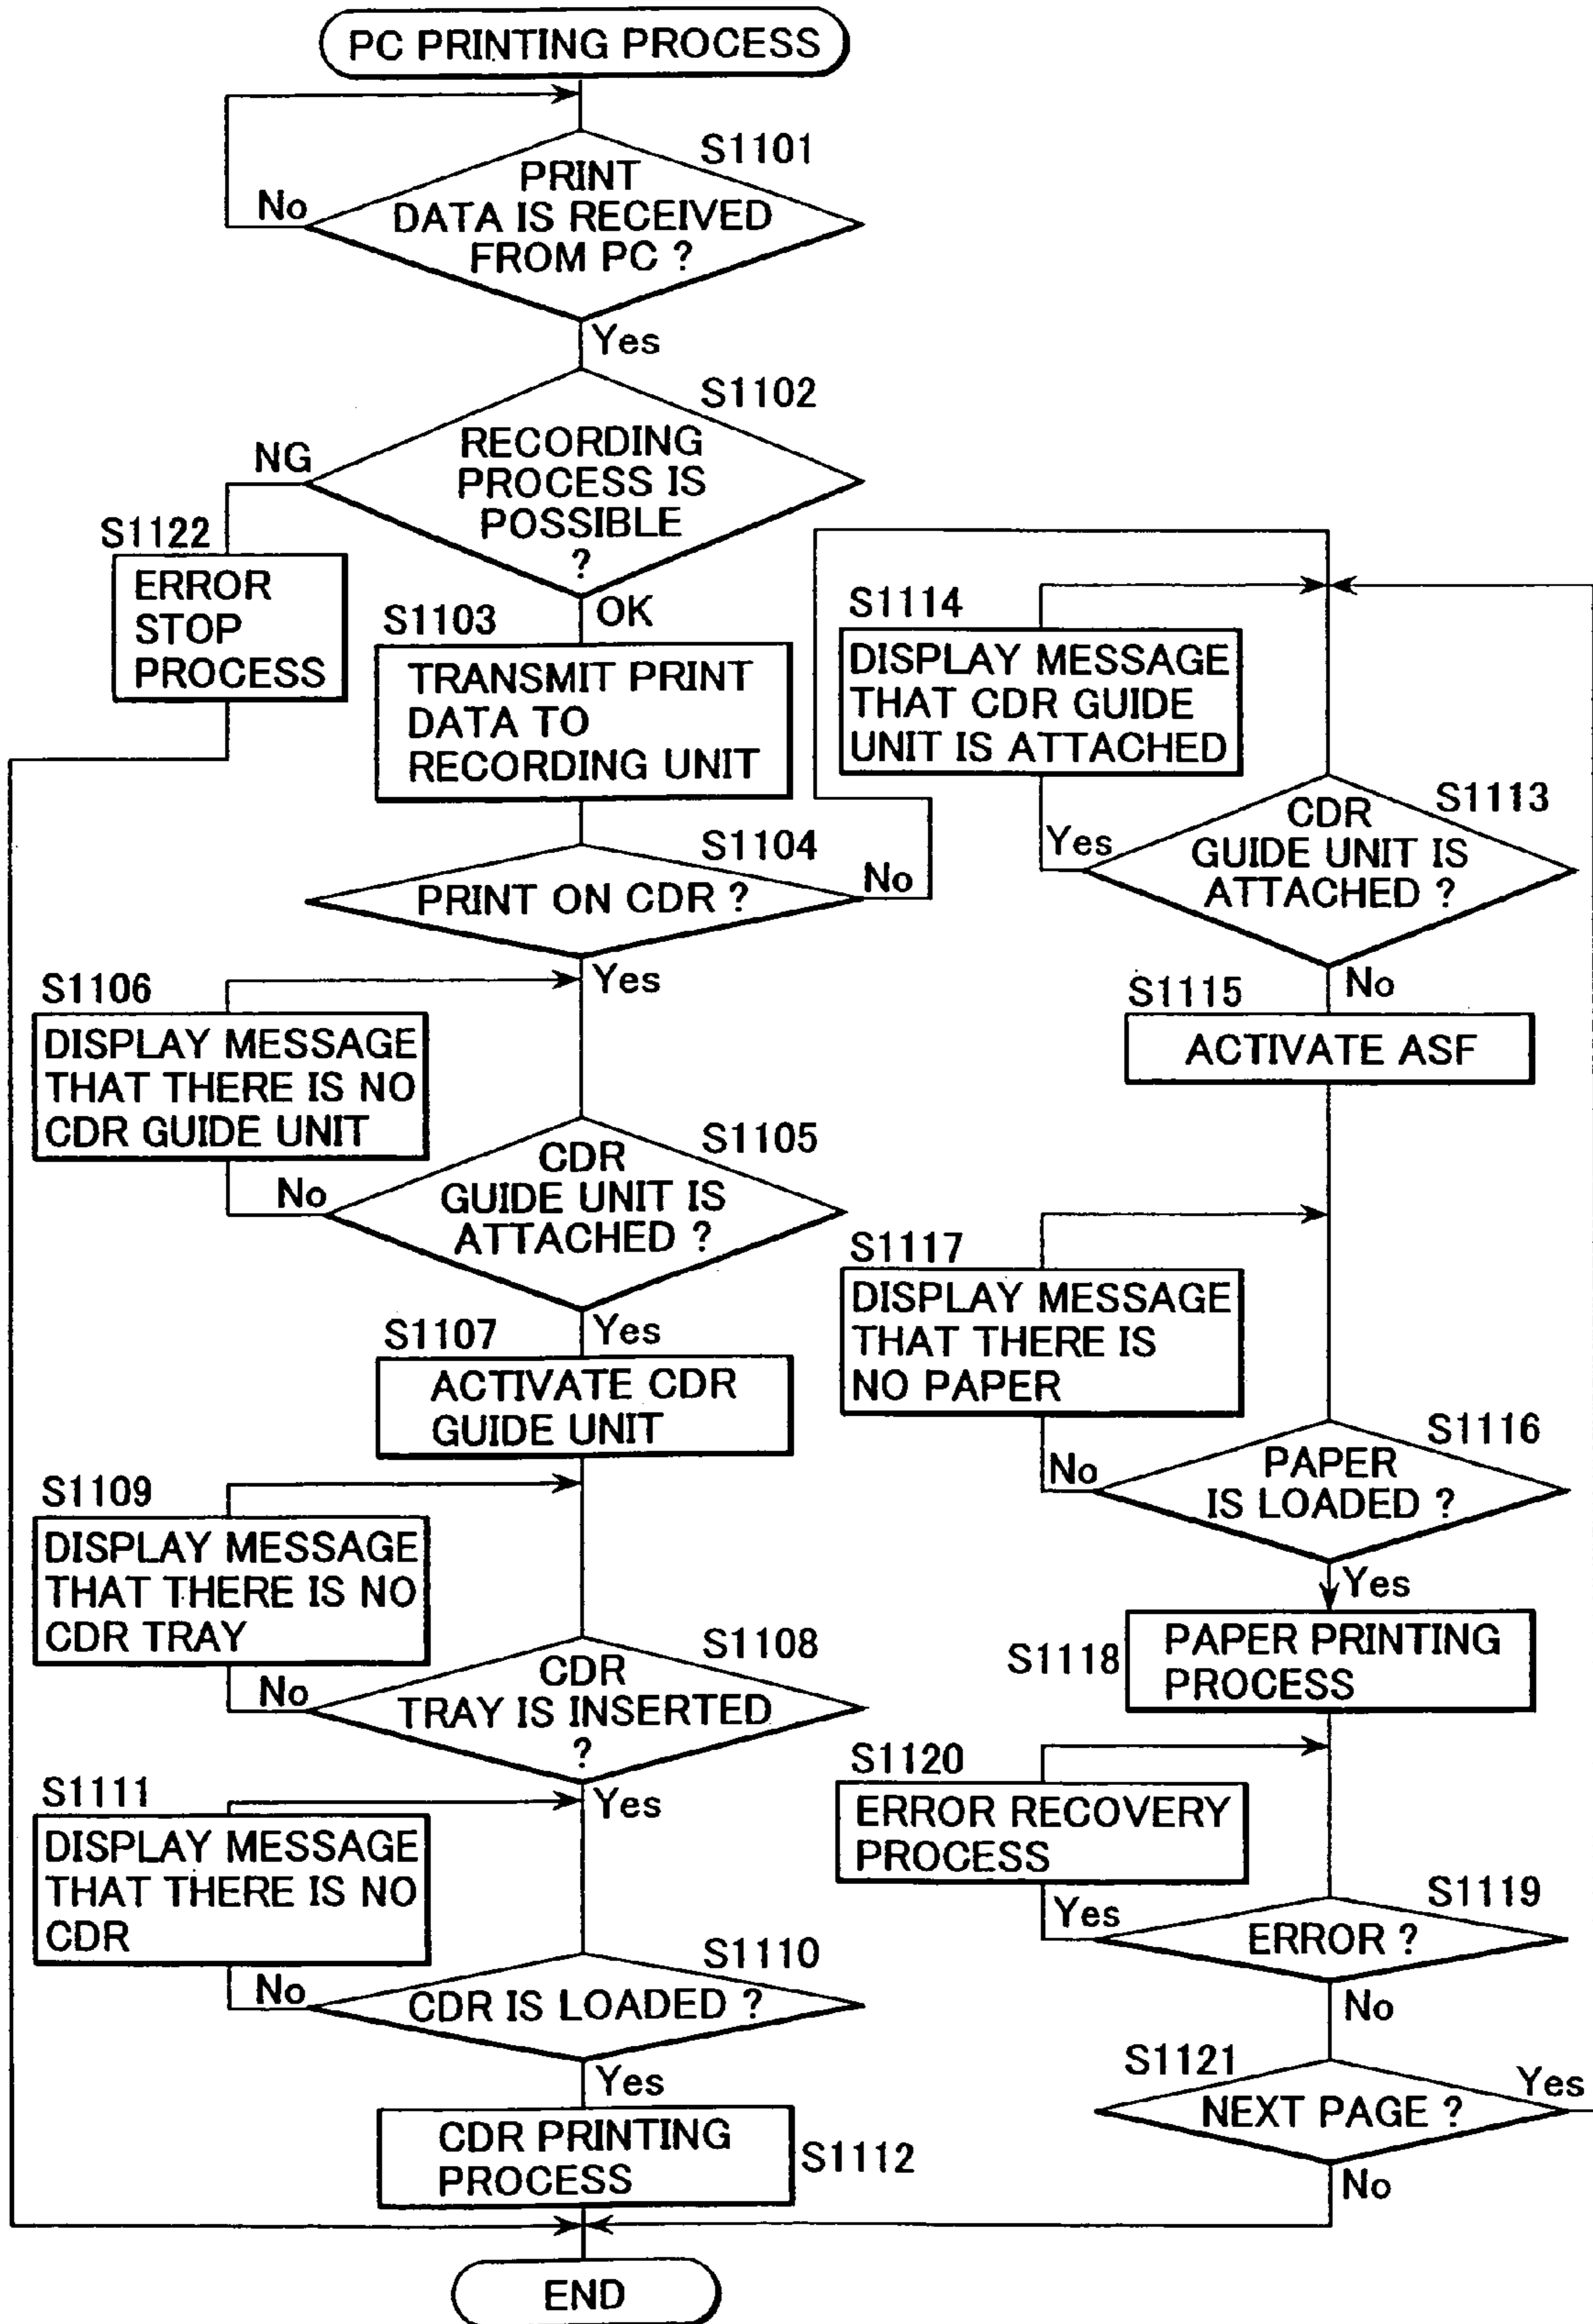 PC PRINTING PROCESS
S1101
PRINT
DATA IS RECEIVED
FROM PC ?
No
Yes
S1102
RECORDING
PROCESS IS
POSSIBLE
?
NG
OK
S1122
ERROR
STOP
PROCESS
S1103
TRANSMIT PRINT
DATA TO
RECORDING UNIT
S1104
PRINT ON CDR ?
No
Yes
S1106
DISPLAY MESSAGE
THAT THERE IS NO
CDR GUIDE UNIT
S1105
CDR
GUIDE UNIT IS
ATTACHED ?
No
Yes
S1107
ACTIVATE CDR
GUIDE UNIT
S1109
DISPLAY MESSAGE
THAT THERE IS NO
CDR TRAY
S1108
CDR
TRAY IS INSERTED
?
No
Yes
S1111
DISPLAY MESSAGE
THAT THERE IS NO
CDR
S1110
CDR IS LOADED ?
No
Yes
CDR PRINTING
PROCESS
S1112
S1114
DISPLAY MESSAGE
THAT CDR GUIDE
UNIT IS ATTACHED
S1113
CDR
GUIDE UNIT IS
ATTACHED ?
Yes
No
S1115
ACTIVATE ASF
S1117
DISPLAY MESSAGE
THAT THERE IS
NO PAPER
S1116
PAPER
IS LOADED ?
No
Yes
S1118
PAPER PRINTING
PROCESS
S1120
ERROR RECOVERY
PROCESS
S1119
ERROR ?
Yes
No
S1121
NEXT PAGE ?
Yes
No
END